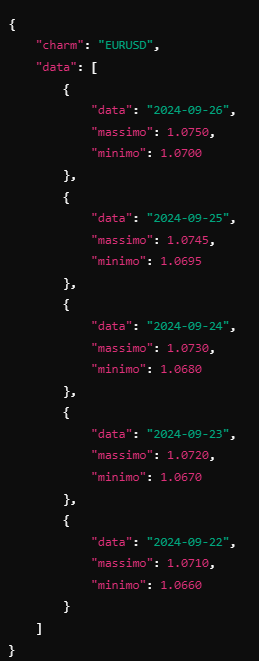 {
    "charm": "EURUSD",
    "data": [
        {
            "data": "2024-09-26",
            "massimo": 1.0750,
            "minimo": 1.0700
        },
        {
            "data": "2024-09-25",
            "massimo": 1.0745,
            "minimo": 1.0695
        },
        {
            "data": "2024-09-24",
            "massimo": 1.0730,
            "minimo": 1.0680
        },
        {
            "data": "2024-09-23",
            "massimo": 1.0720,
            "minimo": 1.0670
        },
        {
            "data": "2024-09-22",
            "massimo": 1.0710,
            "minimo": 1.0660
        }
    ]
}